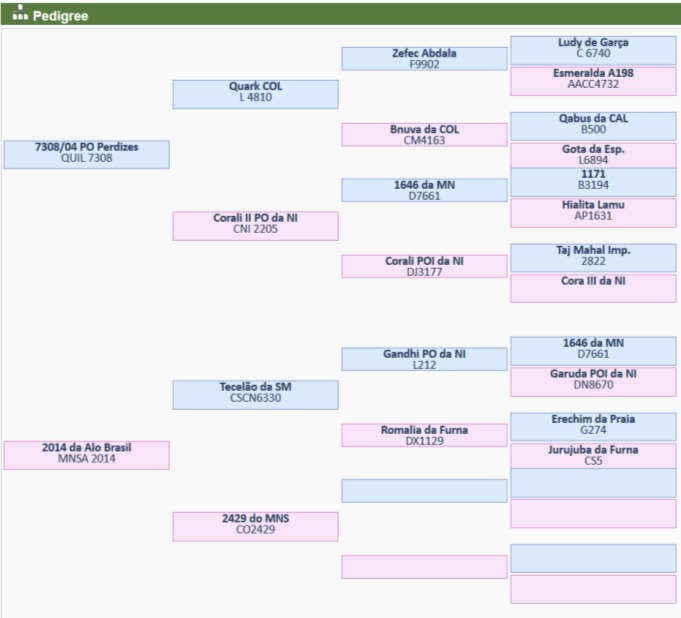 Pedigree
Ludy de Garça
C 6740
Zefec Abdala
F9902
Esmeralda A198
AACC4732
Quark COL
L 4810
Qabus da CAL
B500
Bnuva da COL
CM4163
Gota da Esp.
L6894
7308/04 PO Perdizes
QUIL 7308
1171
B3194
1646 da MN
D7661
Hialita Lamu
AP1631
Corali II PO da NI
CNI 2205
Taj Mahal Imp.
2822
Corali POI da NI
DJ3177
Cora III da NI
1646 da MN
D7661
Gandhi PO da NI
L212
Garuda POI da NI
DN8670
Tecelão da SM
CSCN6330
Erechim da Praia
G274
Romalia da Furna
DX1129
Jurujuba da Furna
CS5
2014 da Alo Brasil
MNSA 2014
2429 do MNS
CO2429